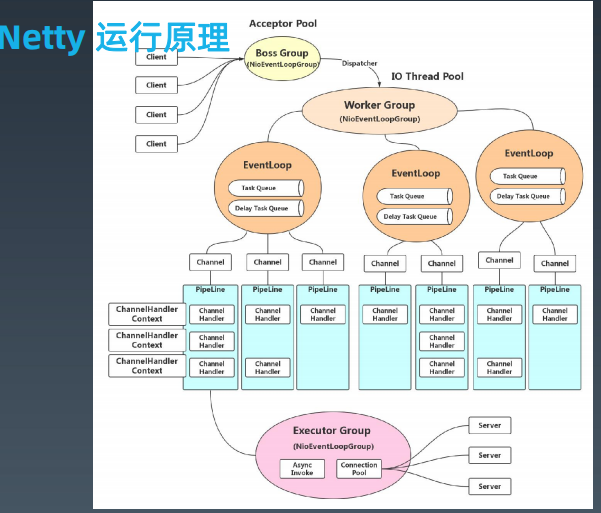 Netty 运行原理
Acceptor Pool
Client
Client
Client
Client
Boss Group
(NioEventLoopGroup)
Dispatcher
IO Thread Pool
Worker Group
(NioEventLoopGroup)
EventLoop
Task Queue
Delay Task Queue
EventLoop
Task Queue
Delay Task Queue
EventLoop
Task Queue
Delay Task Queue
Channel
Channel
Channel
Channel
Channel
Channel
Channel
PipeLine
PipeLine
PipeLine
PipeLine
PipeLine
PipeLine
PipeLine
ChannelHandler
Context
ChannelHandler
Context
ChannelHandler
Context
Channel
Handler
Channel
Handler
Channel
Handler
Channel
Handler
Channel
Handler
Channel
Handler
Channel
Handler
Channel
Handler
Channel
Handler
Channel
Handler
Channel
Handler
Channel
Handler
Channel
Handler
Executor Group
(NioEventLoopGroup)
Async
Invoke
Connection
Pool
Server
Server
Server